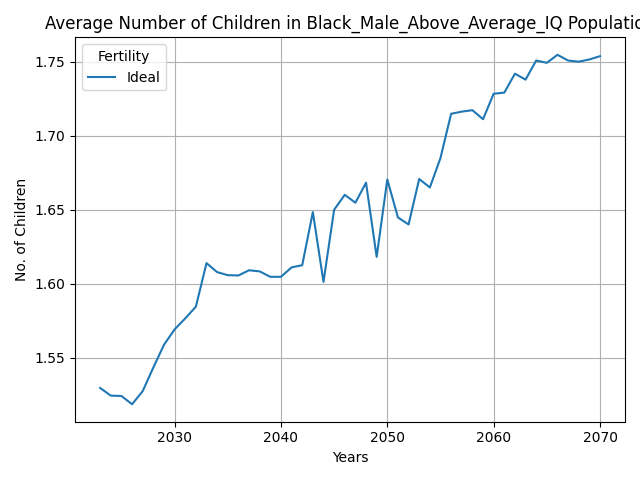 Average Number of Children in Black_Male_Above_Average_IQ Populatio
Fertility
Ideal
1.75
1.70
1.65
1.60
1.55
No. of Children
2030 2040 2050 2060 2070
Years